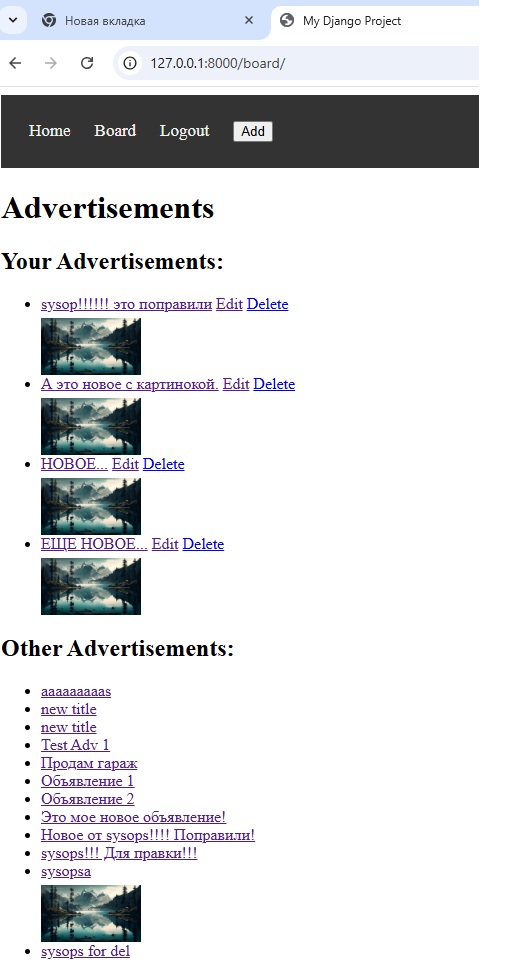 Новая вкладка
My Django Project
127.0.0.1:8000/board/
Home Board Logout Add
Advertisements
Your Advertisements:
sysop!!!!!! это поправили Edit Delete
А это новое с картинокой. Edit Delete
НОВОЕ... Edit Delete
ЕЩЕ НОВОЕ... Edit Delete
Other Advertisements:
aaaaaaaaas
new title
new title
Test Adv 1
Продам гараж
Объявление 1
Объявление 2
Это мое новое объявление!
Новое от sysops!!!! Поправили!
sysops!!! Для правки!!!
sysopsa
sysops for del